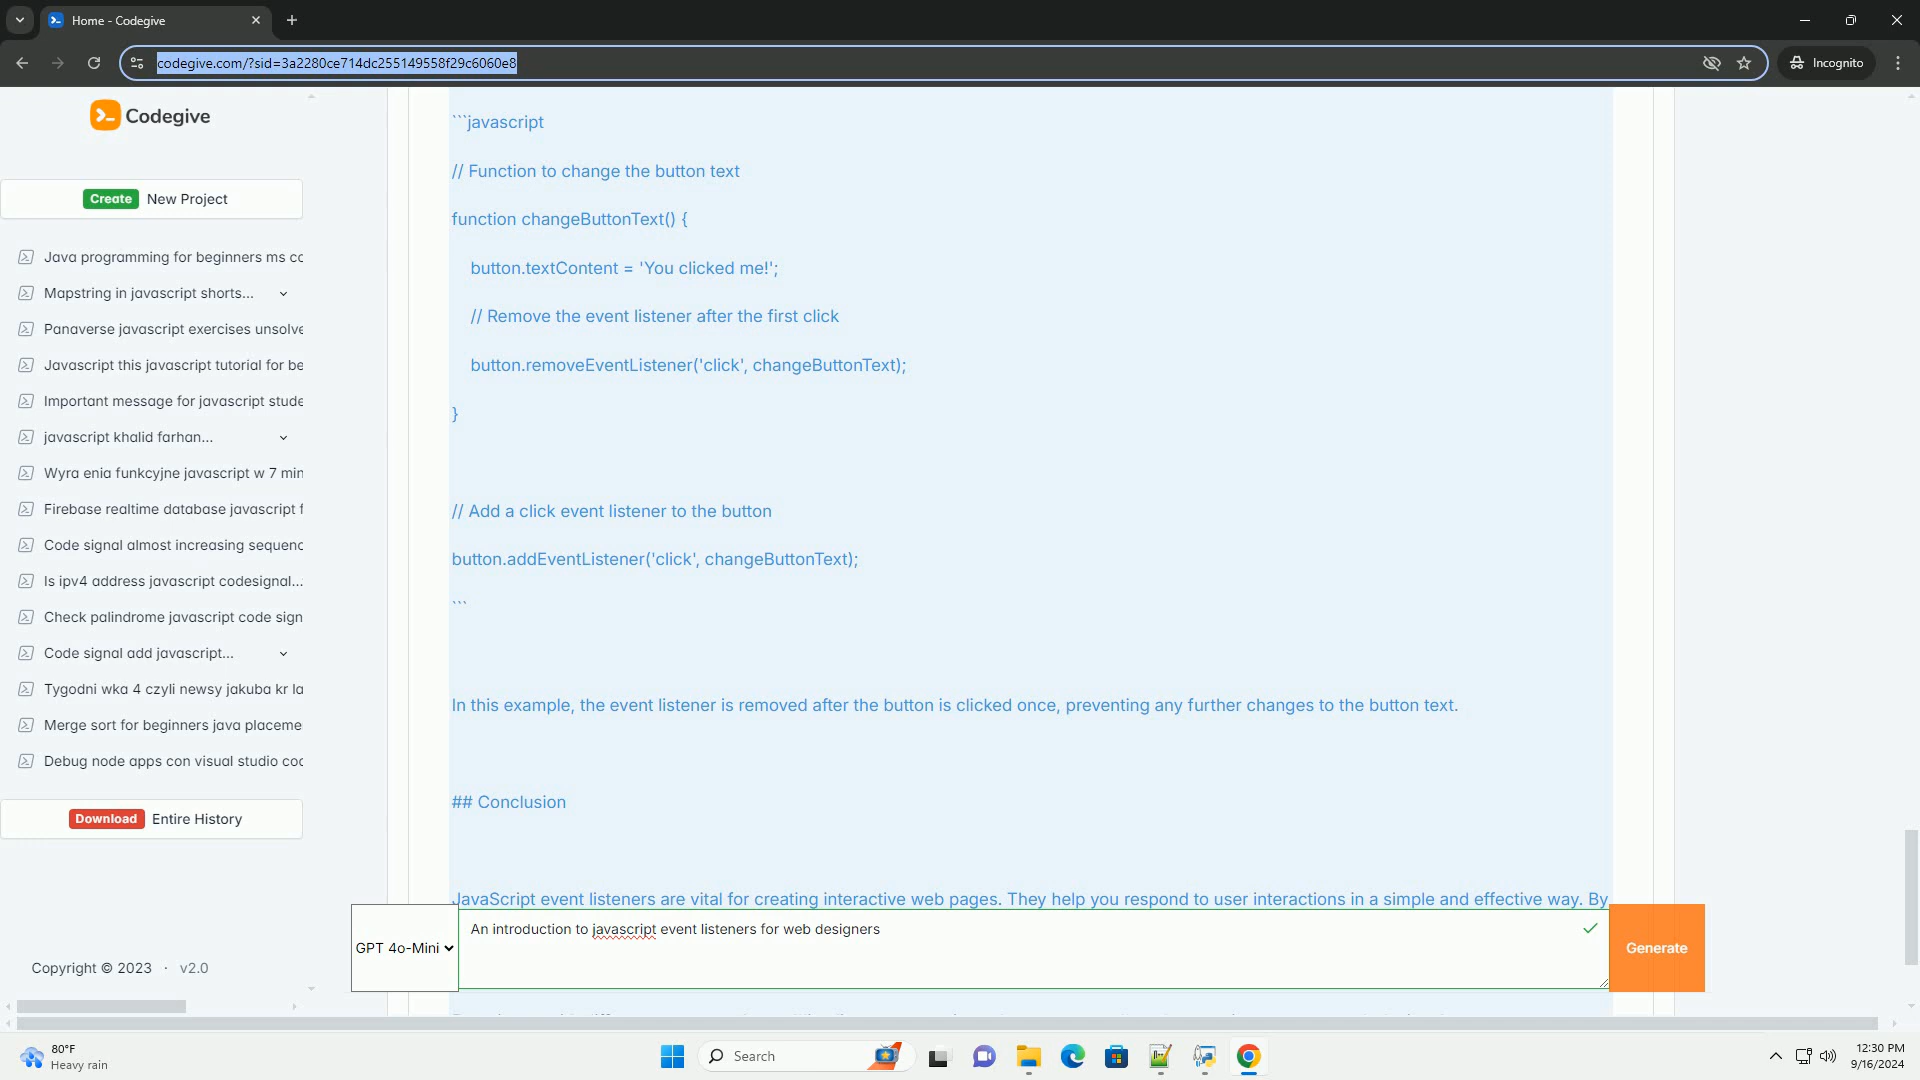 Home - Codegive
codegive.com/?sid=3a2280ce714dc255149558f29c6060e8
Incognito
Codegive
Create New Project
Java programming for beginners ms co
Mapstring in javascript shorts...
Panaverse javascript exercises unsolve
Javascript this javascript tutorial for be
Important message for javascript stude
javascript khalid farhan...
Wyra enia funkcyjne javascript w 7 min
Firebase realtime database javascript f
Code signal almost increasing sequenc
Is ipv4 address javascript codesignal...
Check palindrome javascript code sign
Code signal add javascript...
Tygodni wka 4 czyli newsy jakuba kr la
Merge sort for beginners java placeme
Debug node apps con visual studio coc
Download Entire History
Copyright © 2023 · v2.0
```javascript
// Function to change the button text
function changeButtonText() {
button.textContent = 'You clicked me!';
// Remove the event listener after the first click
button.removeEventListener('click', changeButtonText);
}
// Add a click event listener to the button
button.addEventListener('click', changeButtonText);
```
In this example, the event listener is removed after the button is clicked once, preventing any further changes to the button text.
## Conclusion
JavaScript event listeners are vital for creating interactive web pages. They help you respond to user interactions in a simple and effective way. By
GPT 4o-Mini
An introduction to javascript event listeners for web designers
Generate
80°F
Heavy rain
Search
12:30 PM
9/16/2024